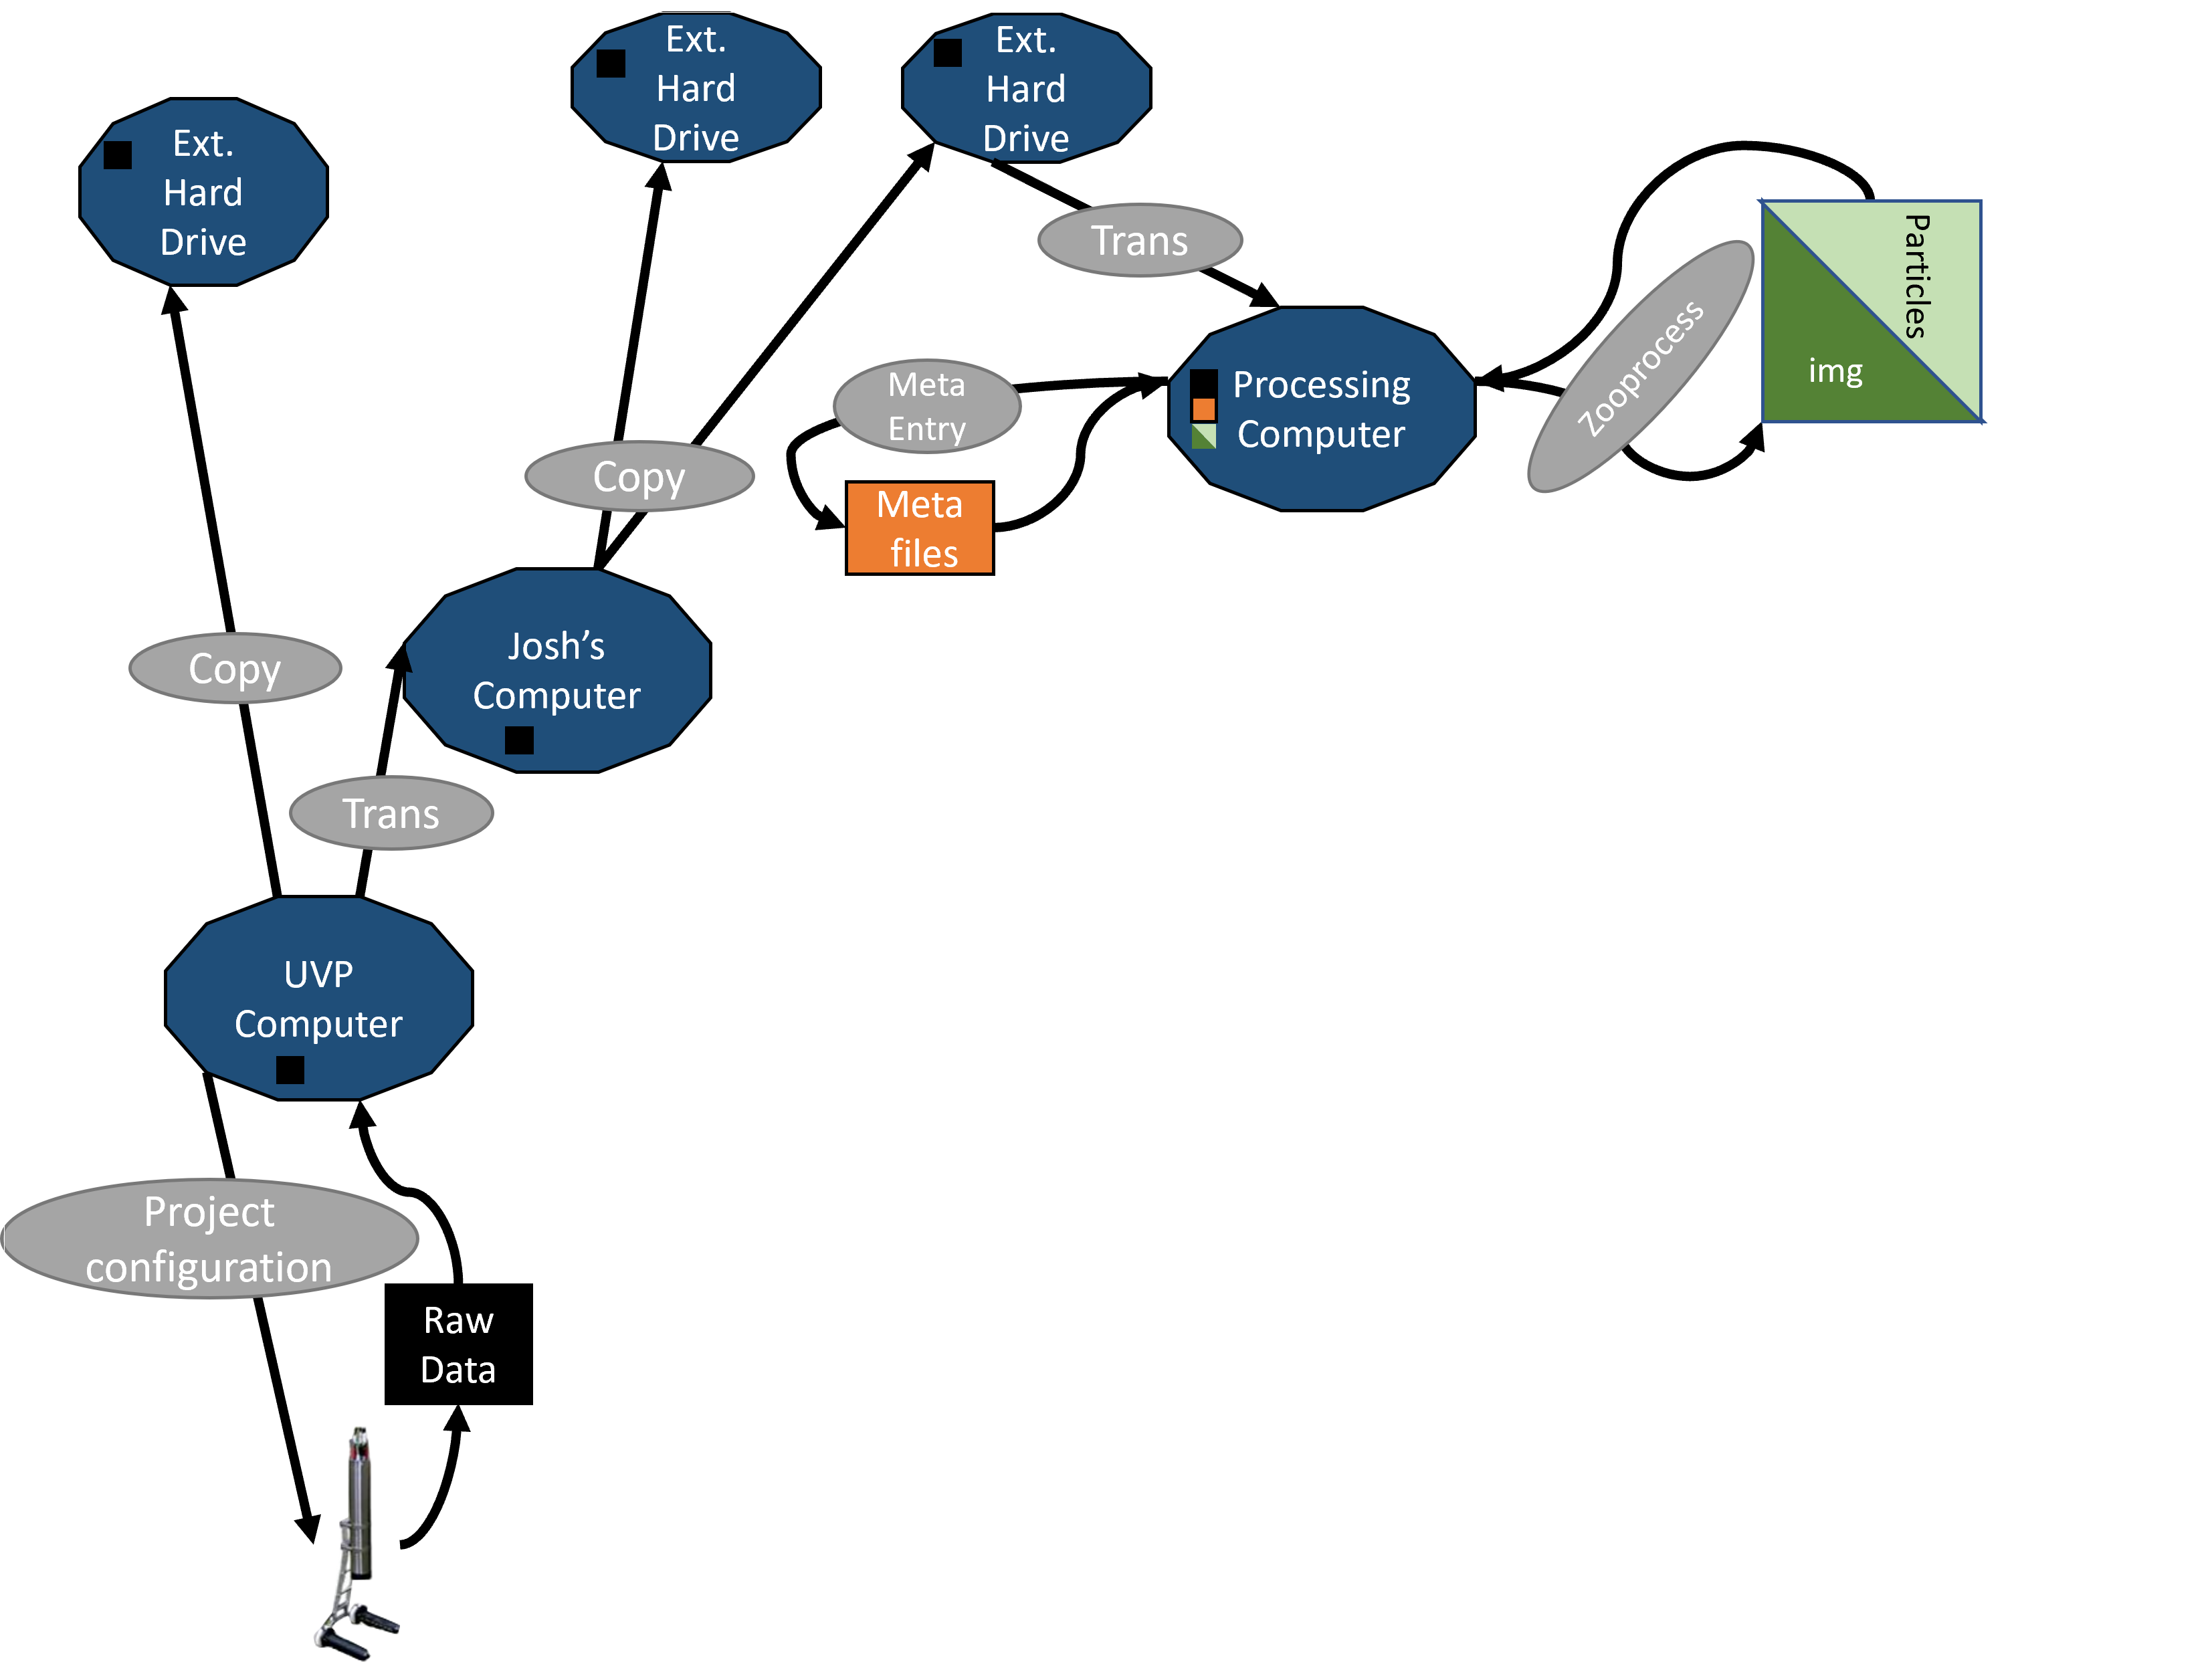 Ext.
Hard
Drive
Ext.
Hard
Drive
Ext.
Hard
Drive
Trans
Particles
img
Zooprocess
Meta
Entry
Processing
Computer
Copy
Meta
files
Josh's
Computer
Copy
Trans
UVP
Computer
Project
configuration
Raw
Data